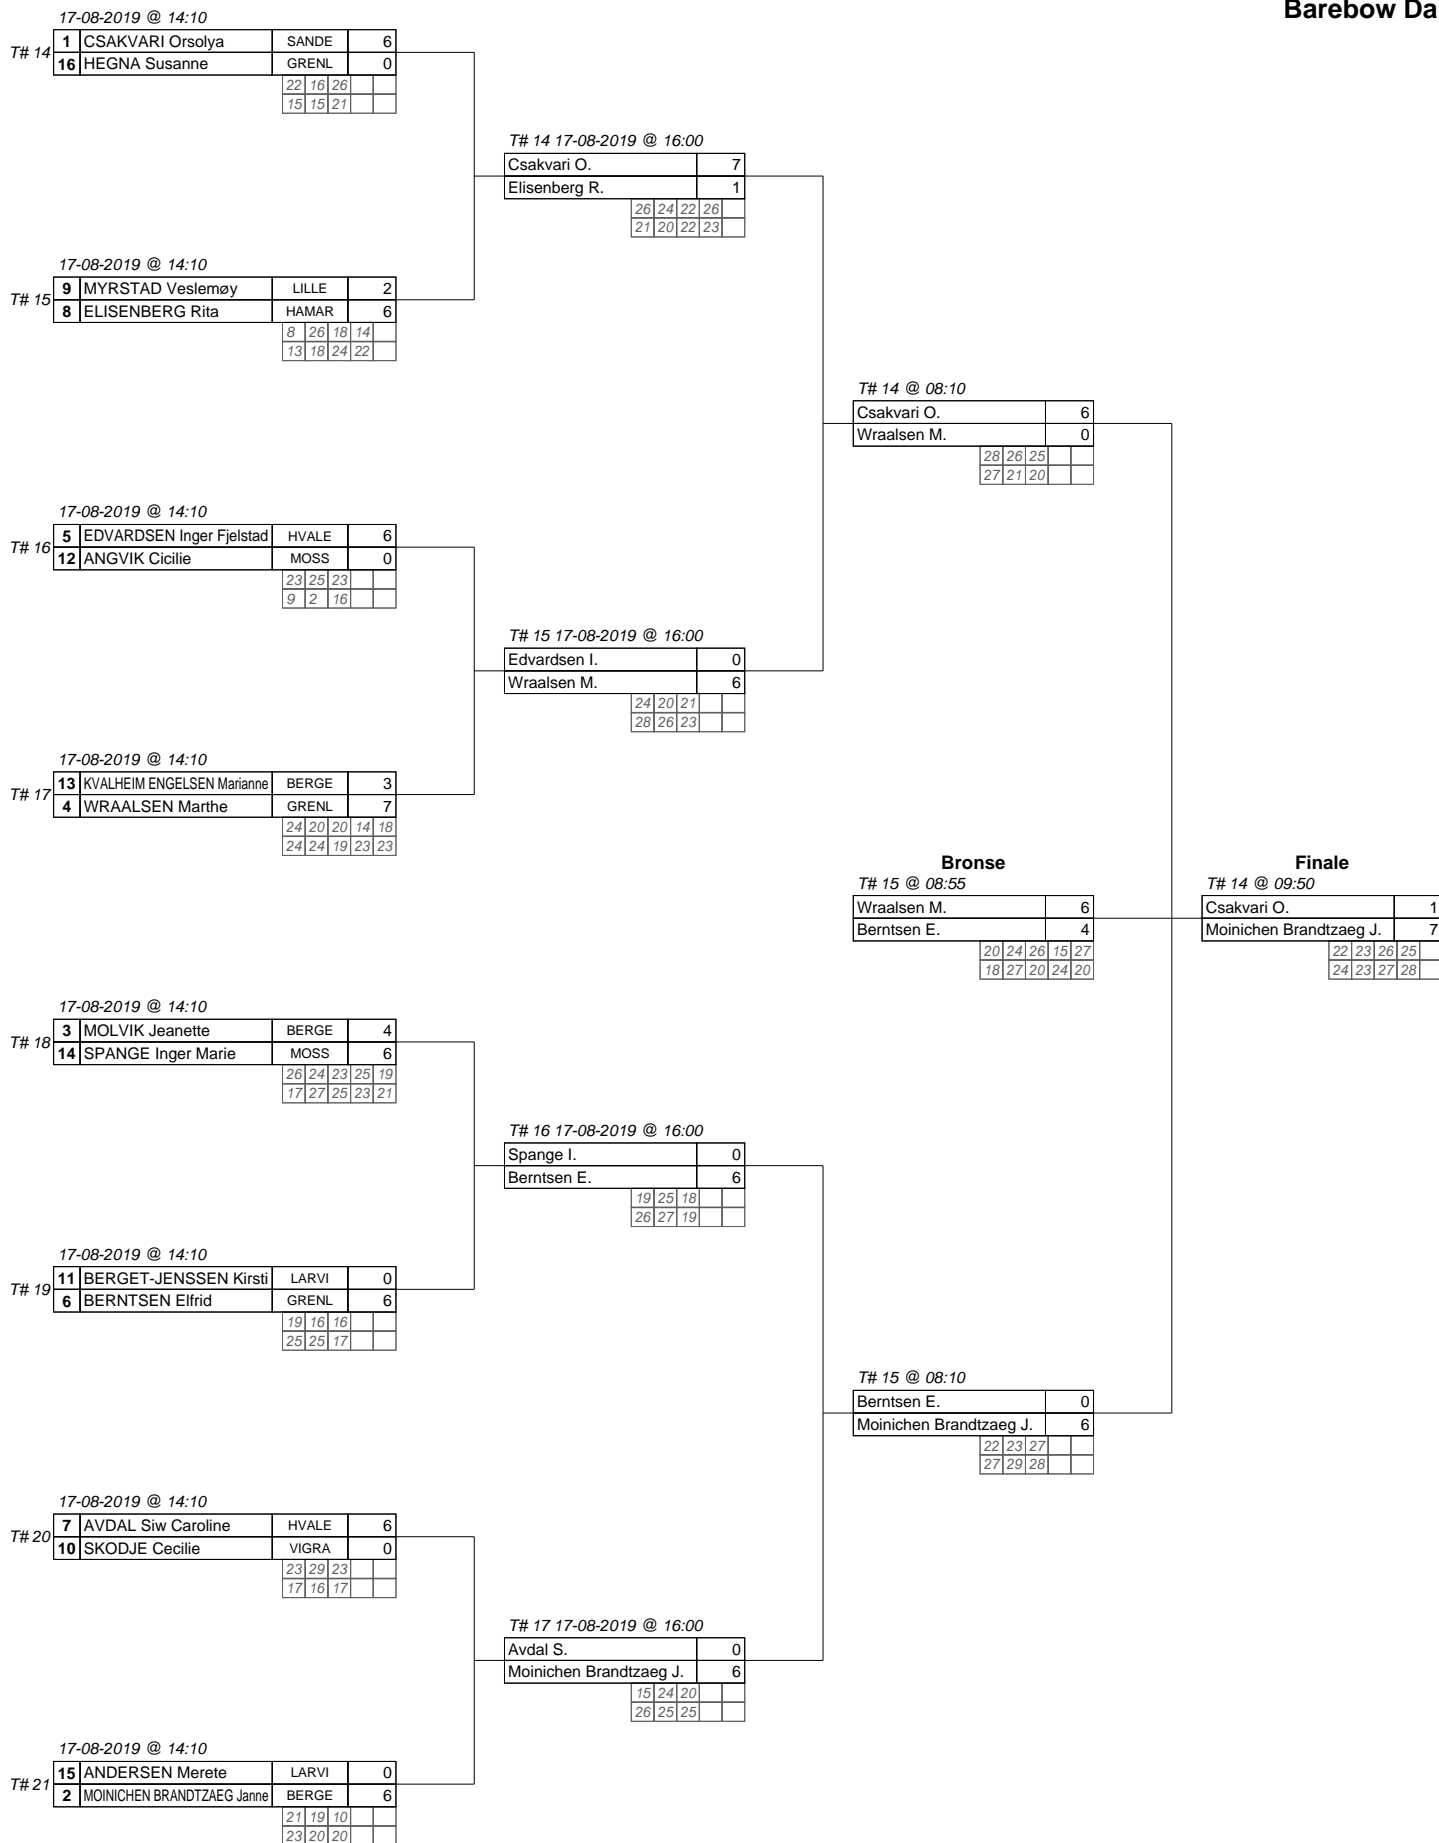 Barebow Da
17-08-2019 @ 14:10
T# 14
1 CSAKVARI Orsolya SANDE 6
16 HEGNA Susanne GRENL 0
22 16 26
15 15 21
T# 14 17-08-2019 @ 16:00
Csakvari O. 7
Elisenberg R. 1
26 24 22 26
21 20 22 23
17-08-2019 @ 14:10
T# 15
9 MYRSTAD Veslemøy LILLE 2
8 ELISENBERG Rita HAMAR 6
8 26 18 14
13 18 24 22
T# 14 @ 08:10
Csakvari O. 6
Wraalsen M. 0
28 26 25
27 21 20
17-08-2019 @ 14:10
T# 16
5 EDVARDSEN Inger Fjelstad HVALE 6
12 ANGVIK Cicilie MOSS 0
23 25 23
9 2 16
T# 15 17-08-2019 @ 16:00
Edvardsen I. 0
Wraalsen M. 6
24 20 21
28 26 23
17-08-2019 @ 14:10
T# 17
13 KVALHEIM ENGELSEN Marianne BERGE 3
4 WRAALSEN Marthe GRENL 7
24 20 20 14 18
24 24 19 23 23
Bronse
T# 15 @ 08:55
Wraalsen M. 6
Berntsen E. 4
20 24 26 15 27
18 27 20 24 20
Finale
T# 14 @ 09:50
Csakvari O. 1
Moinichen Brandtzaeg J. 7
22 23 26 25
24 23 27 28
17-08-2019 @ 14:10
T# 18
3 MOLVIK Jeanette BERGE 4
14 SPANGE Inger Marie MOSS 6
26 24 23 25 19
17 27 25 23 21
T# 16 17-08-2019 @ 16:00
Spange I. 0
Berntsen E. 6
19 25 18
26 27 19
17-08-2019 @ 14:10
T# 19
11 BERGET-JENSSEN Kirsti LARVI 0
6 BERNTSEN Elfrid GRENL 6
19 16 16
25 25 17
T# 15 @ 08:10
Berntsen E. 0
Moinichen Brandtzaeg J. 6
22 23 27
27 29 28
17-08-2019 @ 14:10
T# 20
7 AVDAL Siw Caroline HVALE 6
10 SKODJE Cecilie VIGRA 0
23 29 23
17 16 17
T# 17 17-08-2019 @ 16:00
Avdal S. 0
Moinichen Brandtzaeg J. 6
15 24 20
26 25 25
17-08-2019 @ 14:10
T# 21
15 ANDERSEN Merete LARVI 0
2 MOINICHEN BRANDTZAEG Janne BERGE 6
21 19 10
23 20 20